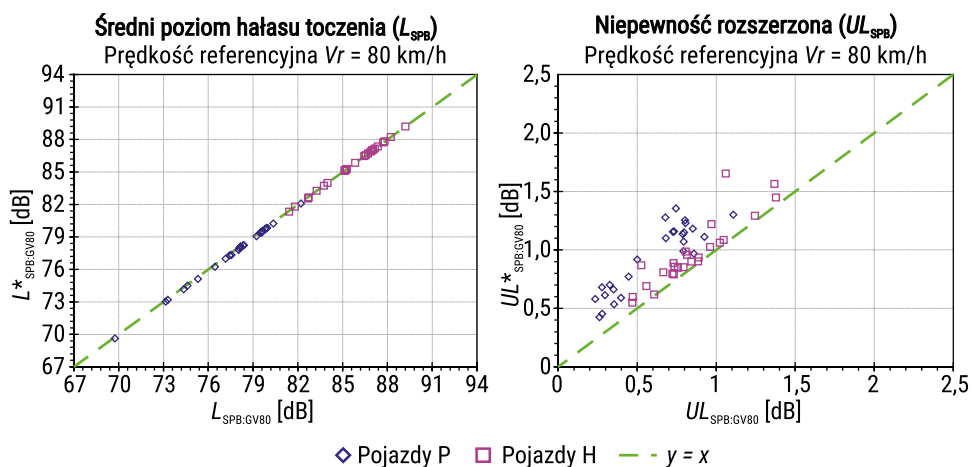 Średni poziom hałasu toczenia (LSPB)
Prędkość referencyjna Vr = 80 km/h
94
91
88
85
82
79
76
73
70
67
L*SPB:GV80 [dB]
67 70 73 76 79 82 85 88 91 94
LSPB:GV80 [dB]
Niepewność rozszerzona (ULSPB)
Prędkość referencyjna Vr = 80 km/h
2,5
2,0
1,5
1,0
0,5
0
UL*SPB:GV80 [dB]
0 0,5 1 1,5 2 2,5
ULSPB:GV80 [dB]
Pojazdy P Pojazdy H y = x